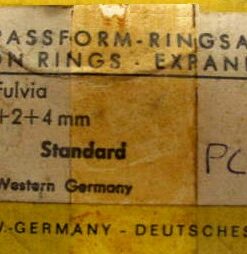 PASSFORM-RINGSA
ON RINGS · EXPAN
Fulvia
+2+4 mm
Standard
PC
Western Germany
W.-GERMANY - DEUTSCHES